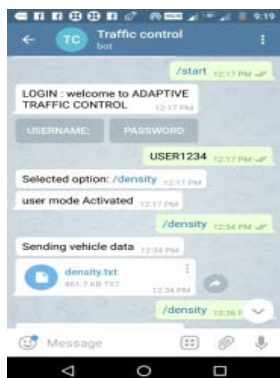 9:19
TC
Traffic control
bot
/start 12:17 PM
LOGIN : welcome to ADAPTIVE
TRAFFIC CONTROL 12:17 PM
USERNAME: PASSWORD
USER1234 12:17 PM
Selected option: /density 12:17 PM
user mode Activated 12:17 PM
/density 12:34 PM
Sending vehicle data 12:34 PM
density.txt
861.7 KB TXT
12:34 PM
/density
Message